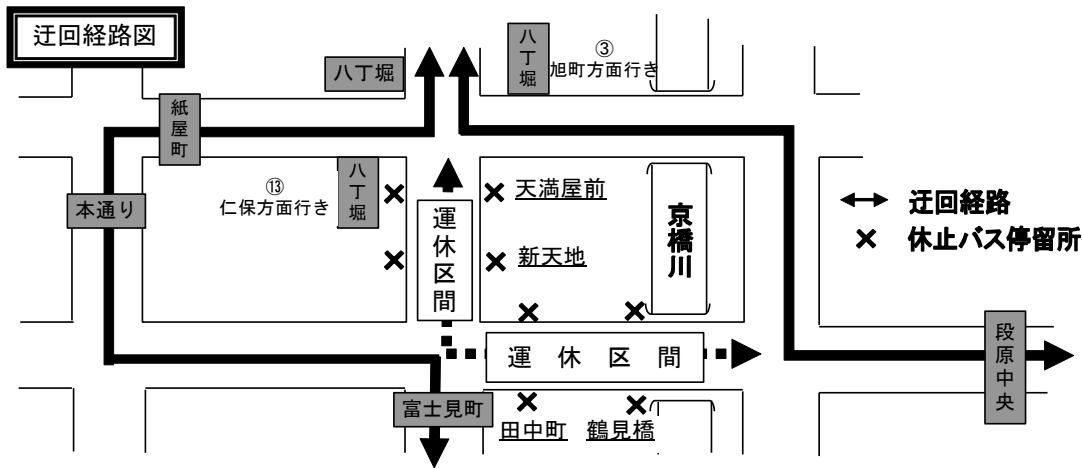 迂回経路図
八丁堀
八丁堀
③
旭町方面行き
紙屋町
⑬
仁保方面行き
八丁堀
本通り
天満屋前
新天地
運休区間
京橋川
迂回経路
休止バス停留所
運休区間
段原中央
富士見町
田中町
鶴見橋